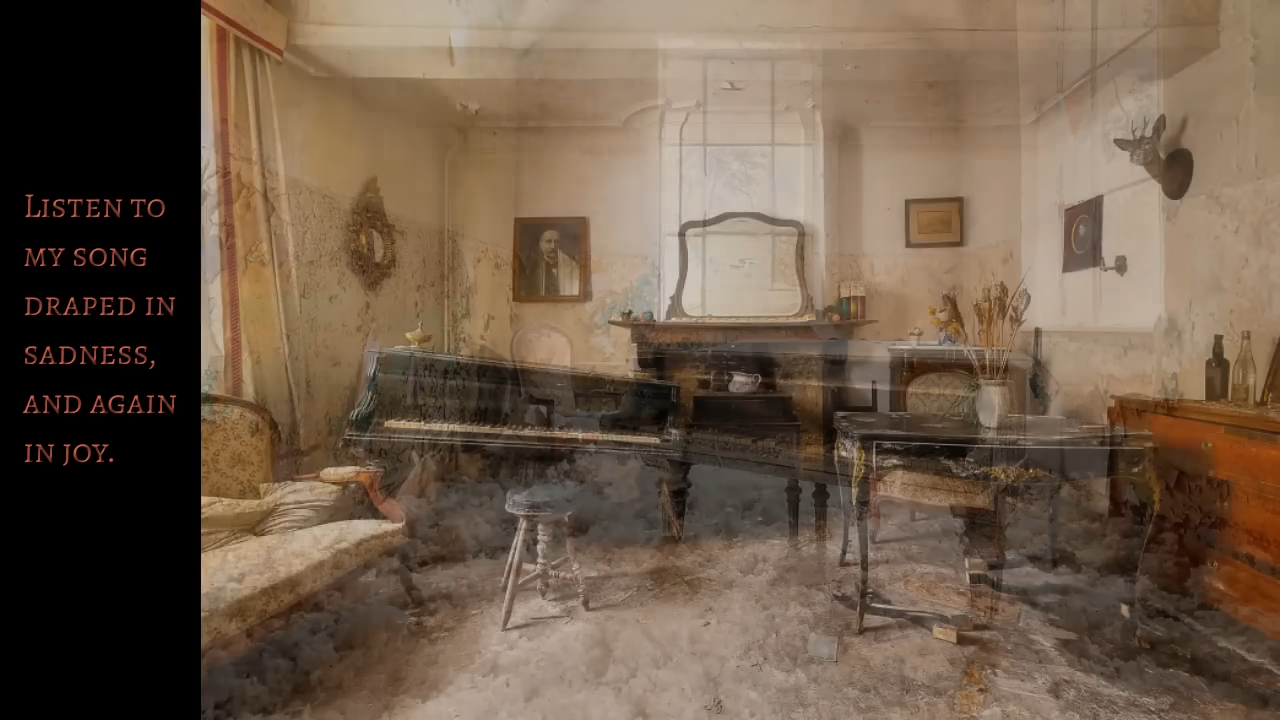 Listen to
my song
draped in
sadness,
and again
in joy.